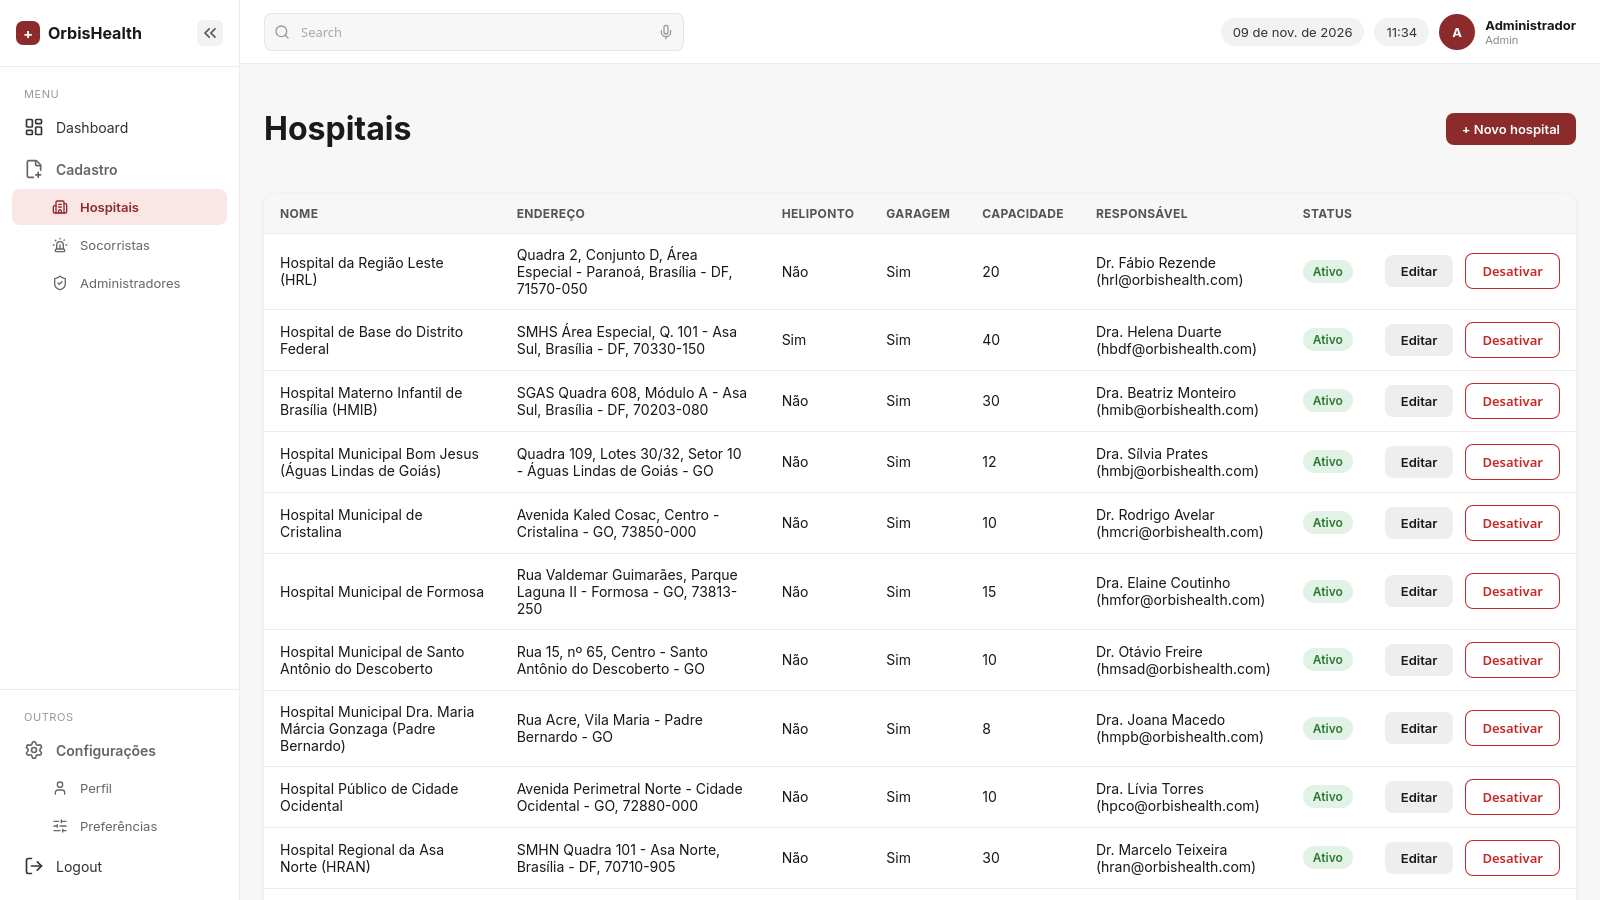 + OrbisHealth
Search
09 de nov. de 2026
11:34
A
Administrador
Admin
MENU
Dashboard
Cadastro
Hospitais
Socorristas
Administradores
OUTROS
Configurações
Perfil
Preferências
Logout
Hospitais
+ Novo hospital
NOME ENDEREÇO HELIPONTO GARAGEM CAPACIDADE RESPONSÁVEL STATUS
Hospital da Região Leste
(HRL)
Quadra 2, Conjunto D, Área
Especial - Paranoá, Brasília - DF,
71570-050
Não
Sim
20
Dr. Fábio Rezende
(hrl@orbishealth.com)
Ativo
Editar
Desativar
Hospital de Base do Distrito
Federal
SMHS Área Especial, Q. 101 - Asa
Sul, Brasília - DF, 70330-150
Sim
Sim
40
Dra. Helena Duarte
(hbdf@orbishealth.com)
Ativo
Editar
Desativar
Hospital Materno Infantil de
Brasília (HMIB)
SGAS Quadra 608, Módulo A - Asa
Sul, Brasília - DF, 70203-080
Não
Sim
30
Dra. Beatriz Monteiro
(hmib@orbishealth.com)
Ativo
Editar
Desativar
Hospital Municipal Bom Jesus
(Águas Lindas de Goiás)
Quadra 109, Lotes 30/32, Setor 10
- Águas Lindas de Goiás - GO
Não
Sim
12
Dra. Sílvia Prates
(hmbj@orbishealth.com)
Ativo
Editar
Desativar
Hospital Municipal de
Cristalina
Avenida Kaled Cosac, Centro -
Cristalina - GO, 73850-000
Não
Sim
10
Dr. Rodrigo Avelar
(hmcri@orbishealth.com)
Ativo
Editar
Desativar
Hospital Municipal de Formosa
Rua Valdemar Guimarães, Parque
Laguna II - Formosa - GO, 73813-
250
Não
Sim
15
Dra. Elaine Coutinho
(hmfor@orbishealth.com)
Ativo
Editar
Desativar
Hospital Municipal de Santo
Antônio do Descoberto
Rua 15, nº 65, Centro - Santo
Antônio do Descoberto - GO
Não
Sim
10
Dr. Otávio Freire
(hmsad@orbishealth.com)
Ativo
Editar
Desativar
Hospital Municipal Dra. Maria
Márcia Gonzaga (Padre
Bernardo)
Rua Acre, Vila Maria - Padre
Bernardo - GO
Não
Sim
8
Dra. Joana Macedo
(hmpb@orbishealth.com)
Ativo
Editar
Desativar
Hospital Público de Cidade
Ocidental
Avenida Perimetral Norte - Cidade
Ocidental - GO, 72880-000
Não
Sim
10
Dra. Lívia Torres
(hpco@orbishealth.com)
Ativo
Editar
Desativar
Hospital Regional da Asa
Norte (HRAN)
SMHN Quadra 101 - Asa Norte,
Brasília - DF, 70710-905
Não
Sim
30
Dr. Marcelo Teixeira
(hran@orbishealth.com)
Ativo
Editar
Desativar